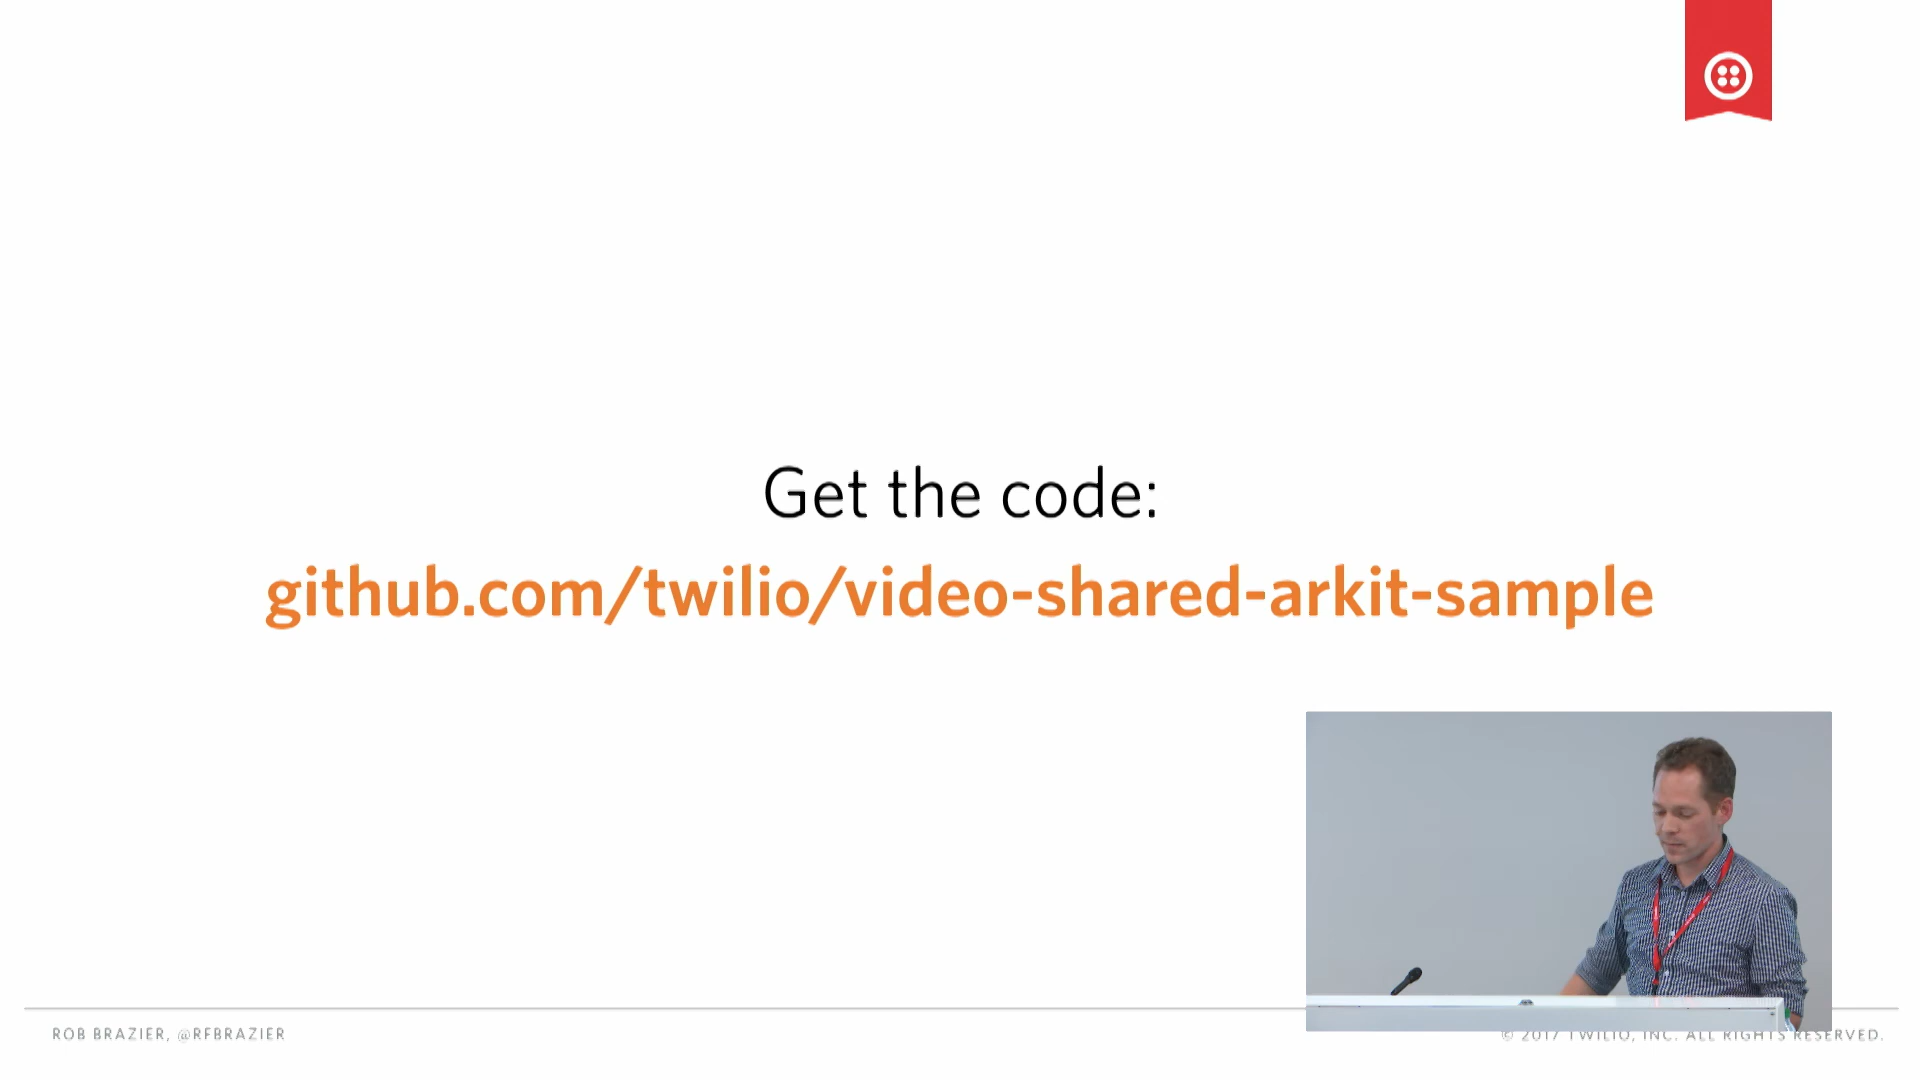 Get the code:
github.com/twilio/video-shared-arkit-sample
ROB BRAZIER, @RFBRAZIER
© 2017 TWILIO, INC. ALL RIGHTS RESERVED.